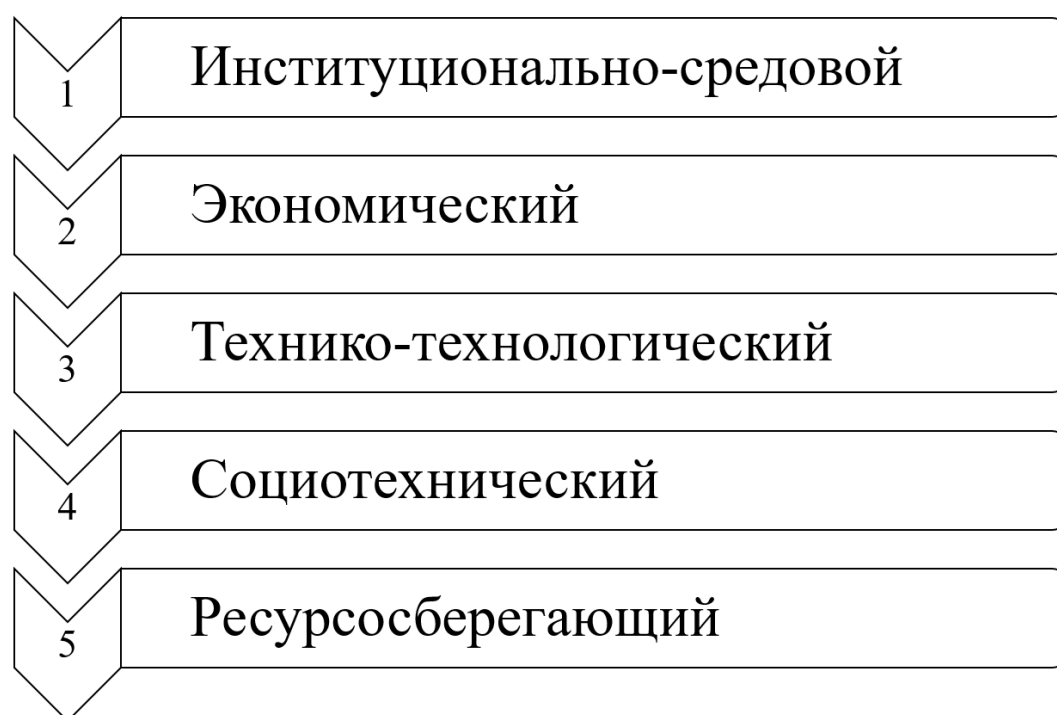 1 Институционально-средовой
2 Экономический
3 Технико-технологический
4 Социотехнический
5 Ресурсосберегающий